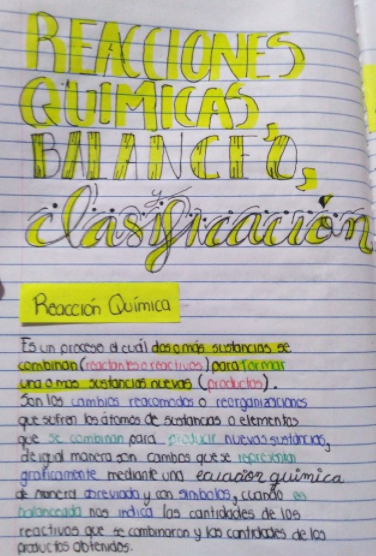 REACCIONES
QUIMICAS,
BALANCEO,
y
clasificación
Reacción Química
Es un proceso el cuál dos o más sustancias se
combinan (reactantes o reactivos) para formar
una o mas sustancias nuevas (productos).
Son los cambios reacomodos o reorganizaciones
que sufren los átomos de sustancias o elementos
que se combinan para producir nuevas sustancias,
de igual manera son cambios que se representan
graficamente mediante una ecuación química
de manera abreviada y con simbolos, cuando es
balanceada nos indica las cantidades de los
reactivos que se combinaron y las cantidades de los
productos obtenidos.